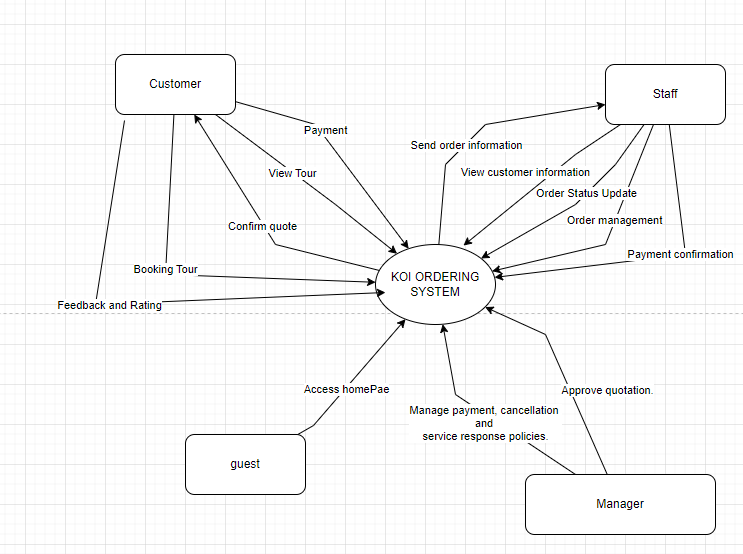 Customer
Staff
Payment
Send order information
View Tour
View customer information
Order Status Update
Order management
Confirm quote
Payment confirmation
Booking Tour
KOI ORDERING
SYSTEM
Feedback and Rating
Access homePae
Approve quotation.
Manage payment, cancellation
and
service response policies.
guest
Manager